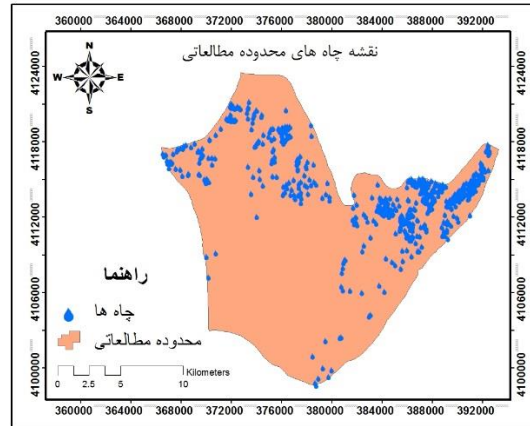 360000 364000 368000 372000 376000 380000 384000 388000 392000
نقشه چاه های محدوده مطالعاتی
N
W E
S
4124000 4124000
4118000 4118000
4112000 4112000
4106000 4106000
4100000 4100000
راهنما
چاه ها
محدوده مطالعاتی
Kilometers
0 2.5 5 10
360000 364000 368000 372000 376000 380000 384000 388000 392000